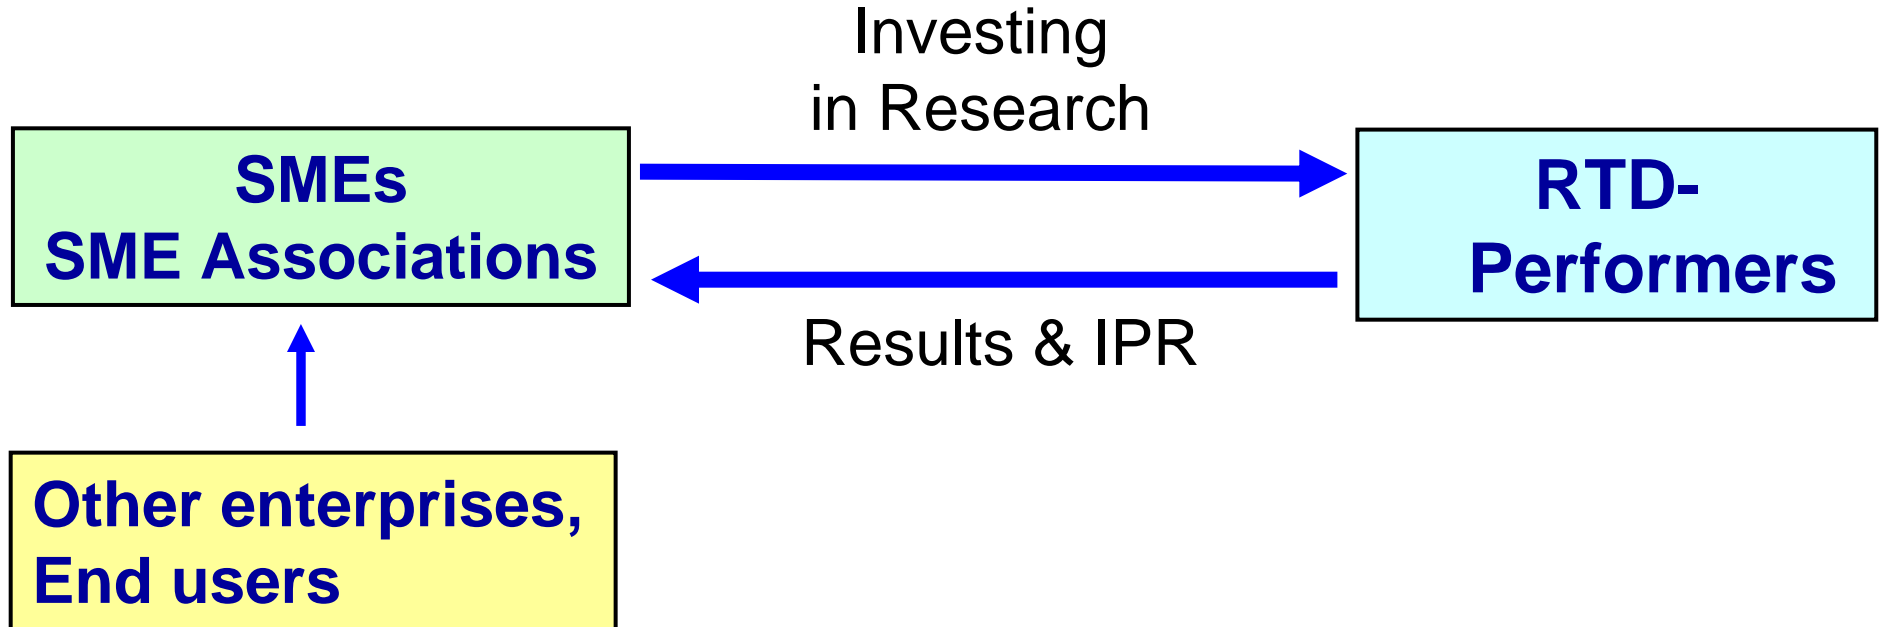 Investing
in Research
SMEs
SME Associations
RTD-
Performers
Results & IPR
Other enterprises,
End users